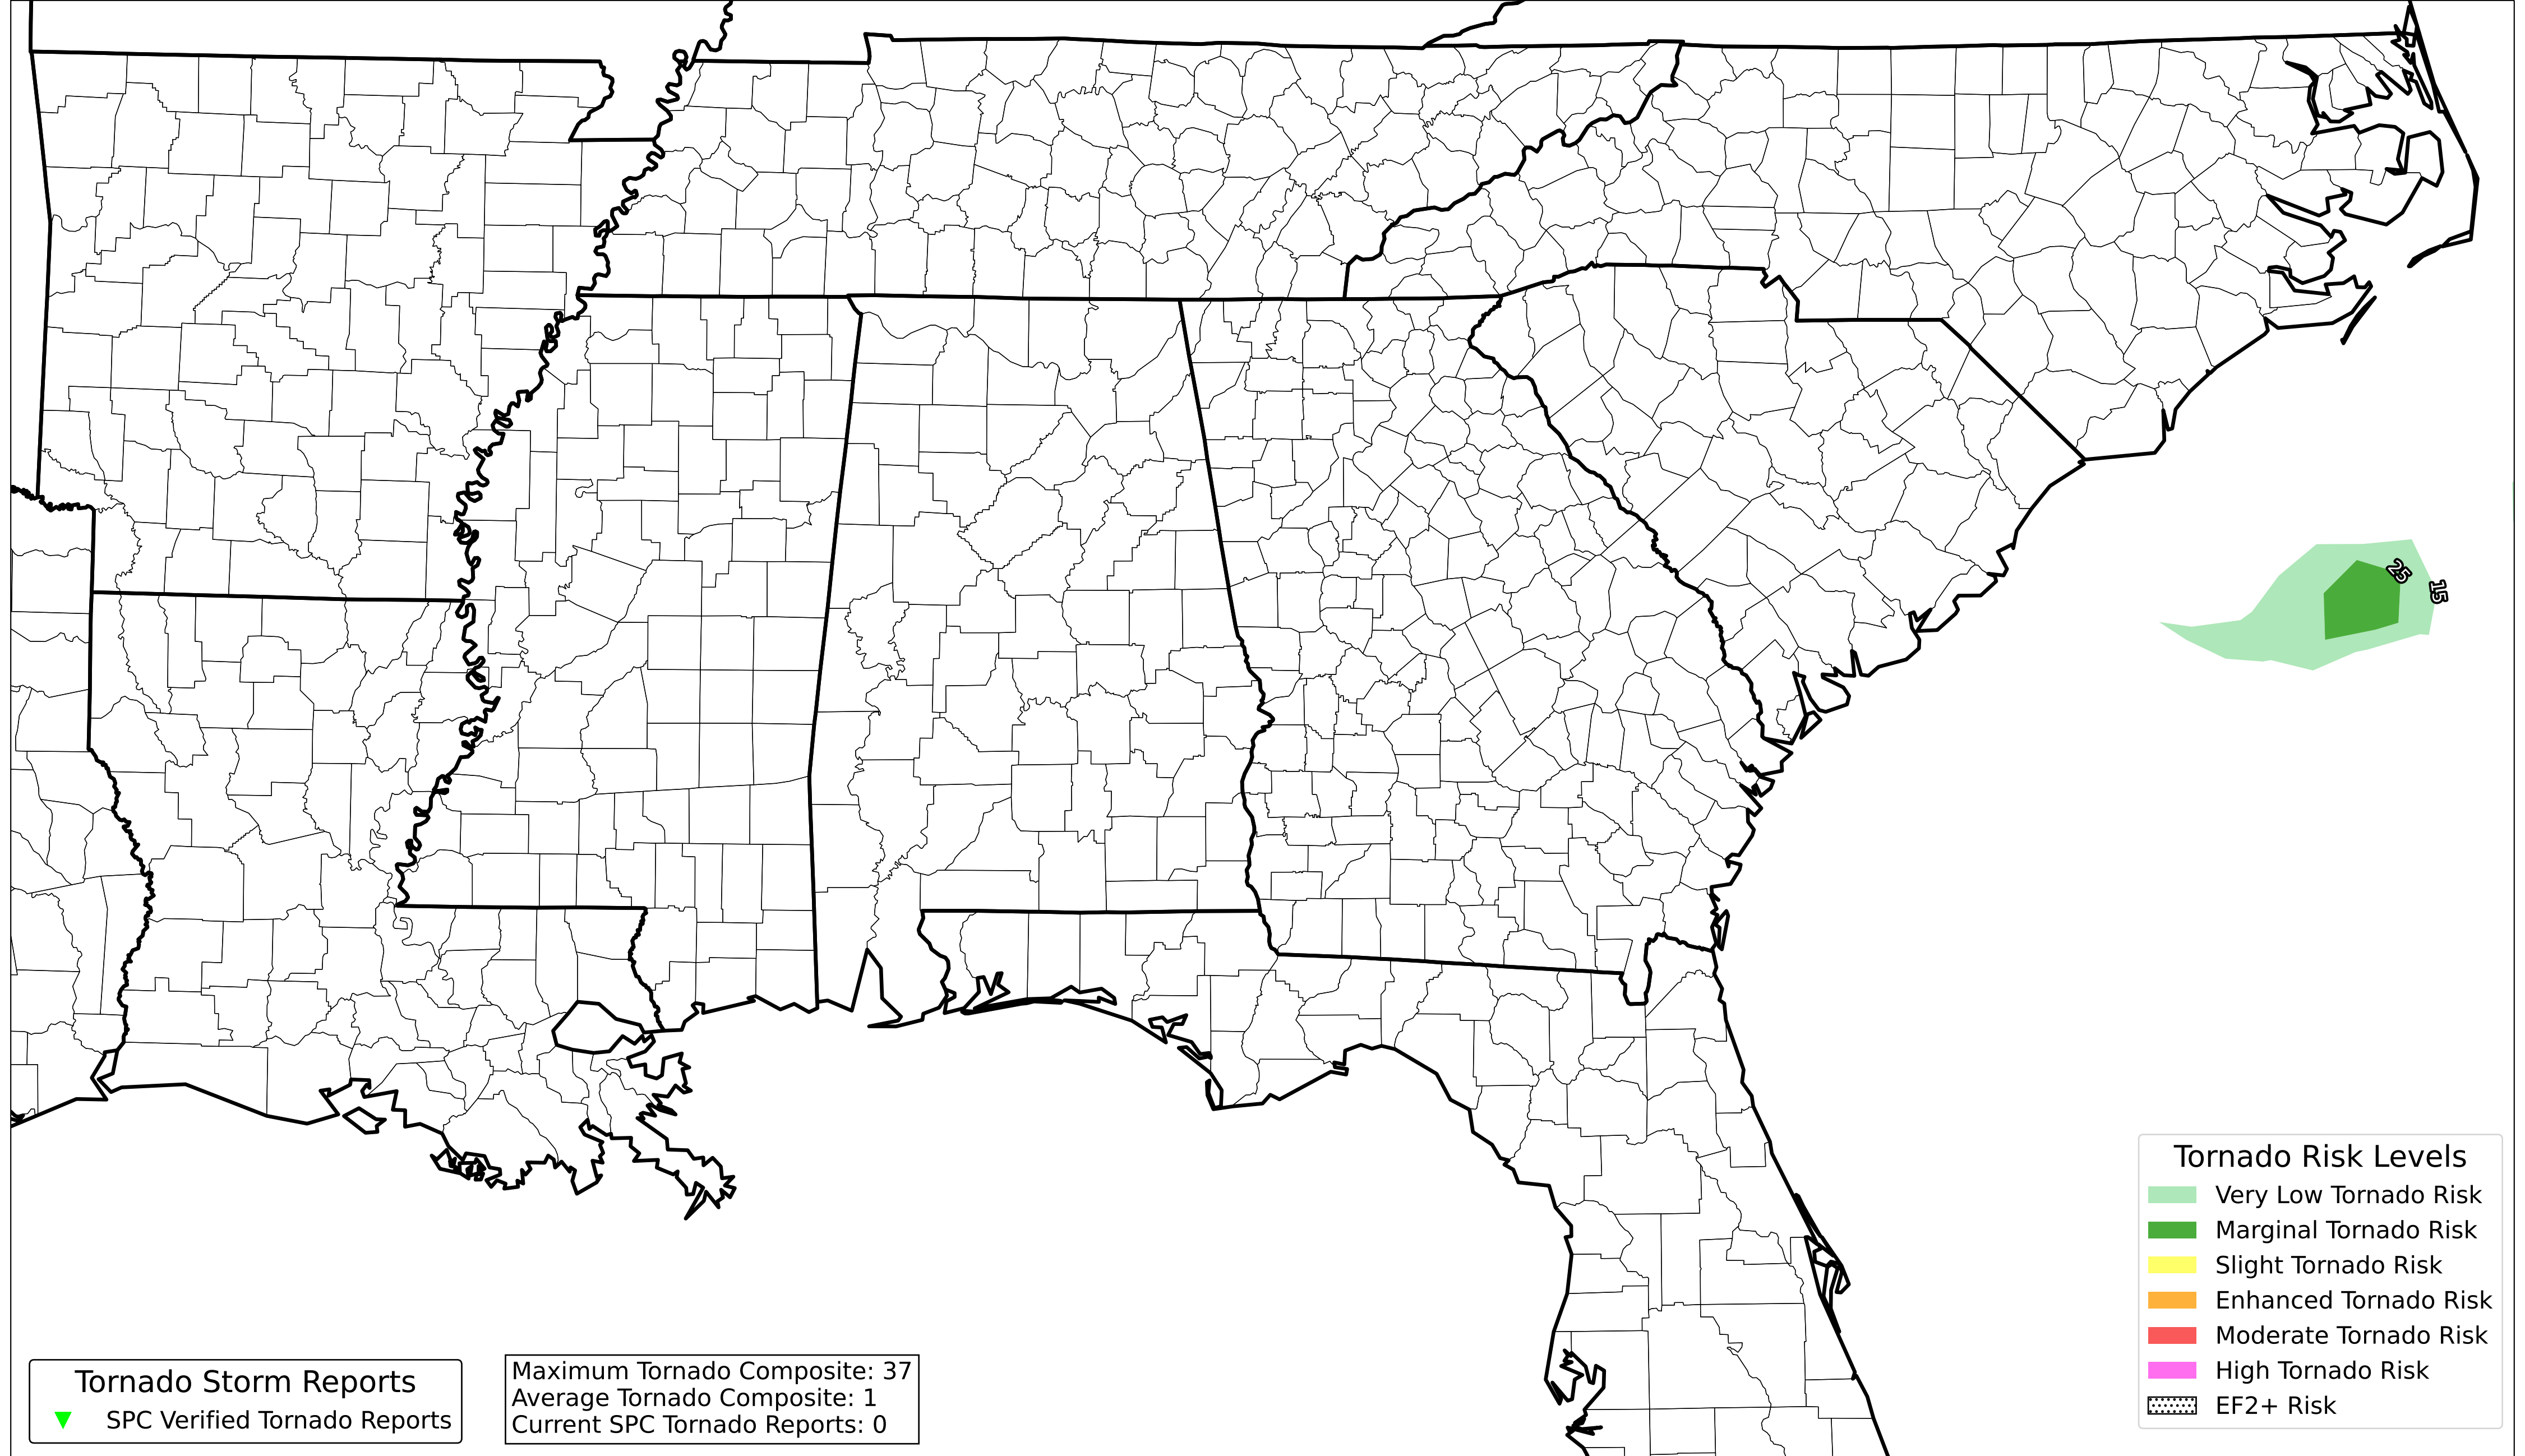 25
15
Tornado Risk Levels
Very Low Tornado Risk
Marginal Tornado Risk
Slight Tornado Risk
Enhanced Tornado Risk
Moderate Tornado Risk
High Tornado Risk
EF2+ Risk
Tornado Storm Reports
SPC Verified Tornado Reports
Maximum Tornado Composite: 37
Average Tornado Composite: 1
Current SPC Tornado Reports: 0